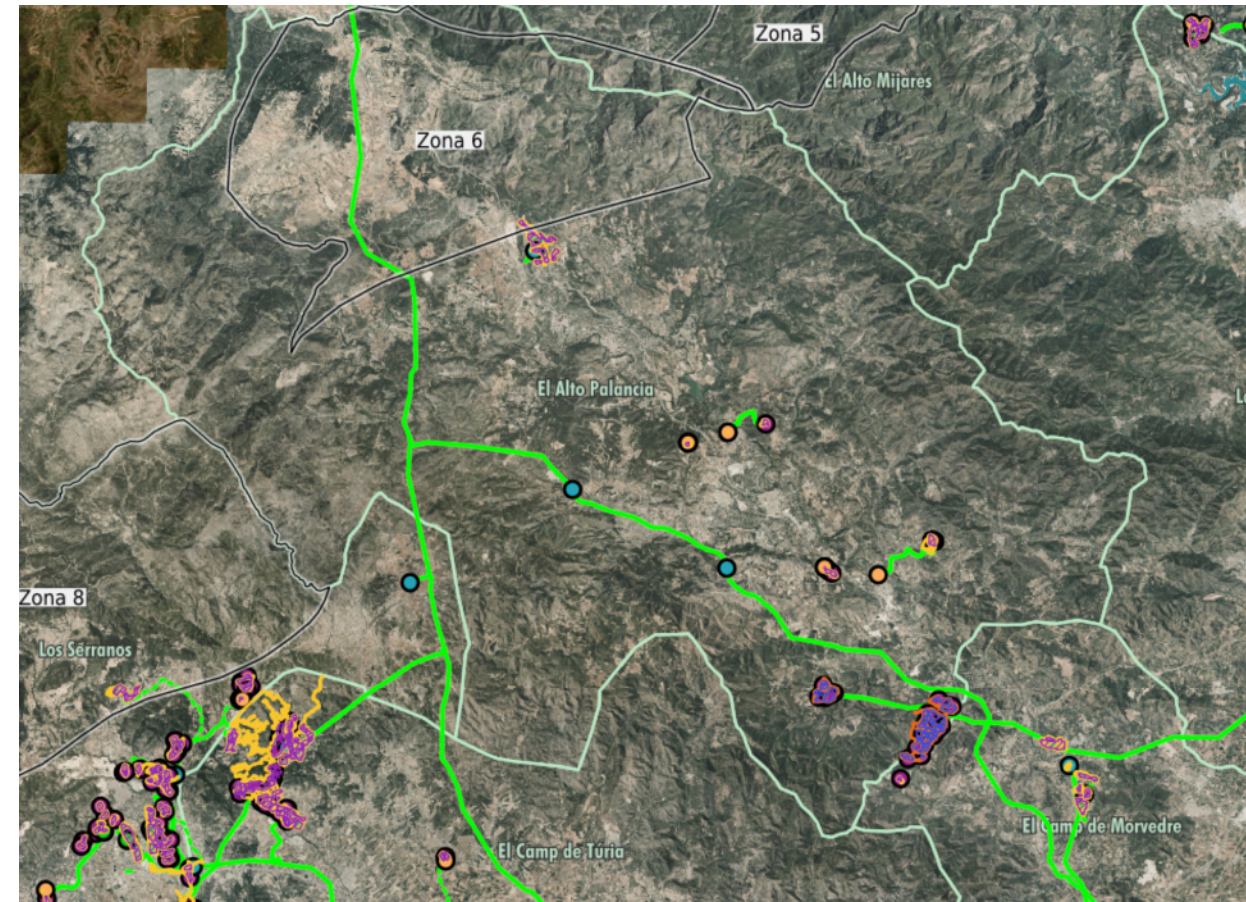 Zona 5
El Alto Mijares
Zona 6
El Alto Palancia
Zona 8
Los Serranos
El Camp de Morvedre
El Camp de Túria